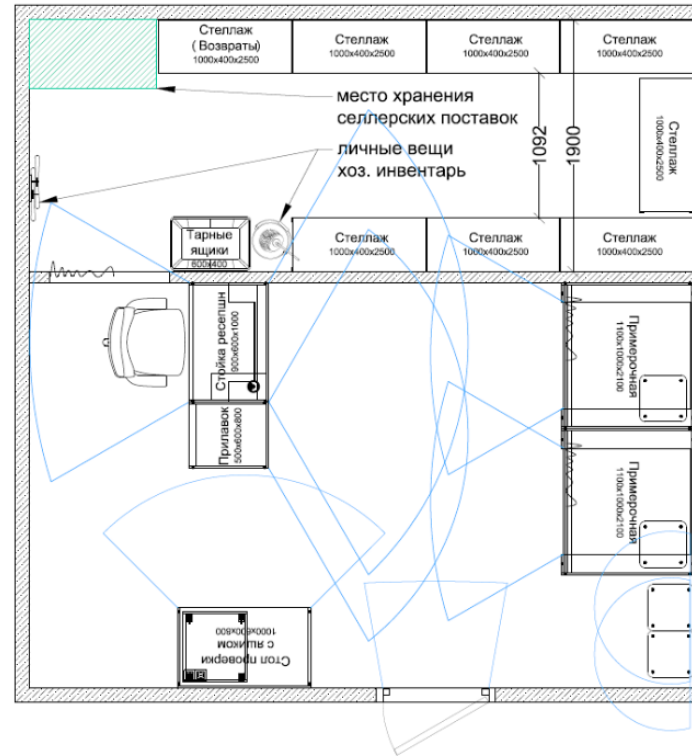 Стеллаж
( Возвраты)
1000x400x2500
Стеллаж
1000x400x2500
Стеллаж
1000x400x2500
Стеллаж
1000x400x2500
место хранения
селлерских поставок
личные вещи
хоз. инвентарь
1092
1900
Стеллаж
1000x400x2500
Тарные
ящики
600x400
Стеллаж
1000x400x2500
Стеллаж
1000x400x2500
Стеллаж
1000x400x2500
Стойка ресепшн
900x600x1000
Прилавок
500x600x800
Примерочная
1100x1000x2100
Примерочная
1100x1000x2100
Стол проверки
с ящиком
1000x600x800